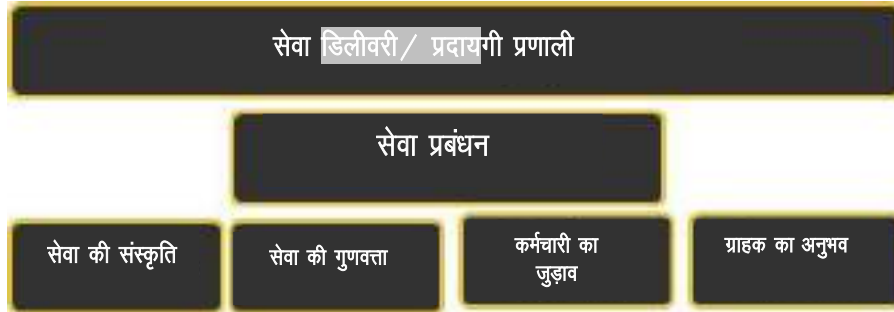 सेवा डिलीवरी/ प्रदायगी प्रणाली
सेवा प्रबंधन
सेवा की संस्कृति
सेवा की गुणवत्ता
कर्मचारी का
जुड़ाव
ग्राहक का अनुभव